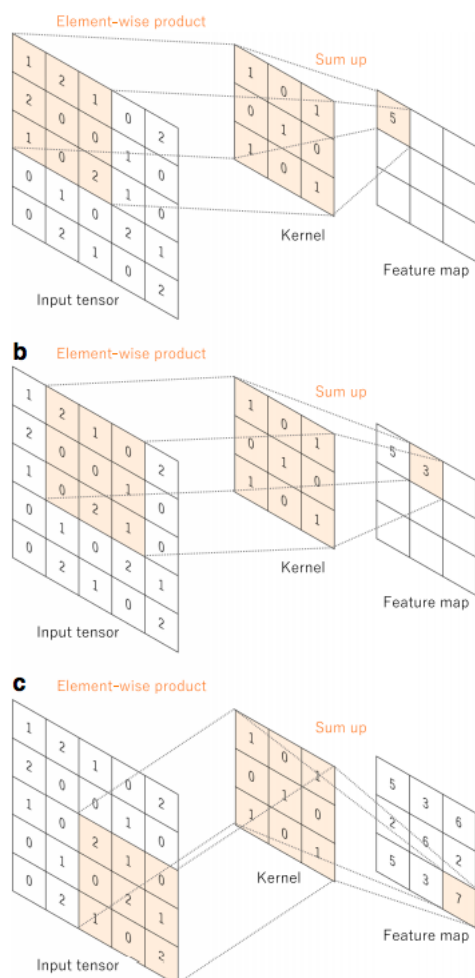 Element-wise product
Sum up
1 2 1 0 2
2 0 0 1 0
1 0 2 1 0
0 1 0 2 1
0 2 1 0 2
1 0 1
0 1 0
1 0 1
5
Input tensor
Kernel
Feature map
b
Element-wise product
Sum up
1 2 1 0 2
2 0 0 1 0
1 0 2 1 0
0 1 0 2 1
0 2 1 0 2
1 0 1
0 1 0
1 0 1
5 3
Input tensor
Kernel
Feature map
c
Element-wise product
Sum up
1 2 1 0 2
2 0 0 1 0
1 0 2 1 0
0 1 0 2 1
0 2 1 0 2
1 0 1
0 1 0
1 0 1
5 3 6
2 6 2
5 3 7
Input tensor
Kernel
Feature map